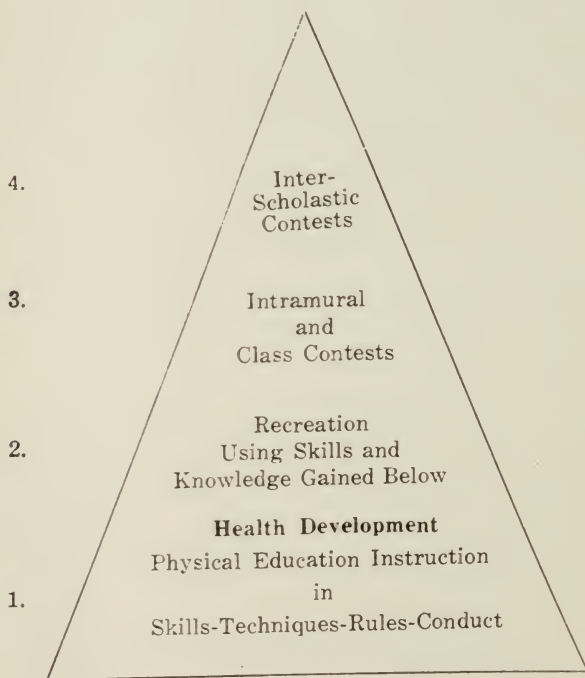 4.
Inter-
Scholastic
Contests
3.
Intramural
and
Class Contests
2.
Recreation
Using Skills and
Knowledge Gained Below
Health Development
Physical Education Instruction
1.
in
Skills-Techniques-Rules-Conduct